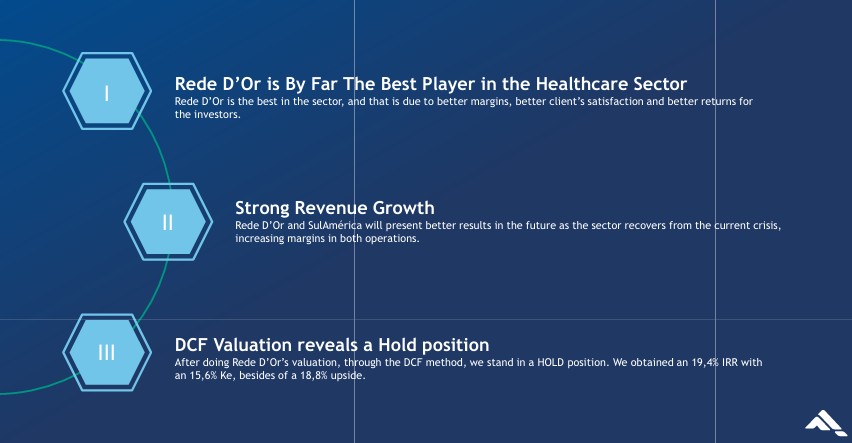 I
Rede D’Or is By Far The Best Player in the Healthcare Sector
Rede D’Or is the best in the sector, and that is due to better margins, better client’s satisfaction and better returns for
the investors.
II
Strong Revenue Growth
Rede D’Or and SulAmérica will present better results in the future as the sector recovers from the current crisis,
increasing margins in both operations.
III
DCF Valuation reveals a Hold position
After doing Rede D’Or’s valuation, through the DCF method, we stand in a HOLD position. We obtained an 19,4% IRR with
an 15,6% Ke, besides of a 18,8% upside.